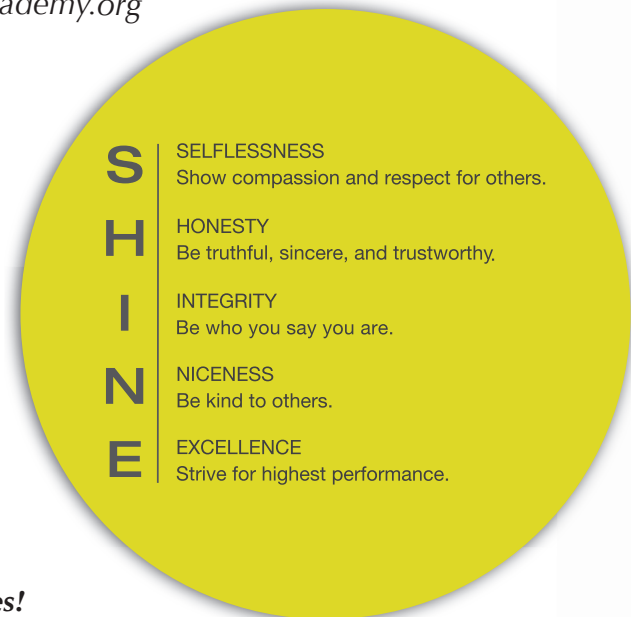 ademy.org
S
SELFLESSNESS
Show compassion and respect for others.
H
HONESTY
Be truthful, sincere, and trustworthy.
I
INTEGRITY
Be who you say you are.
N
NICENESS
Be kind to others.
E
EXCELLENCE
Strive for highest performance.
es!